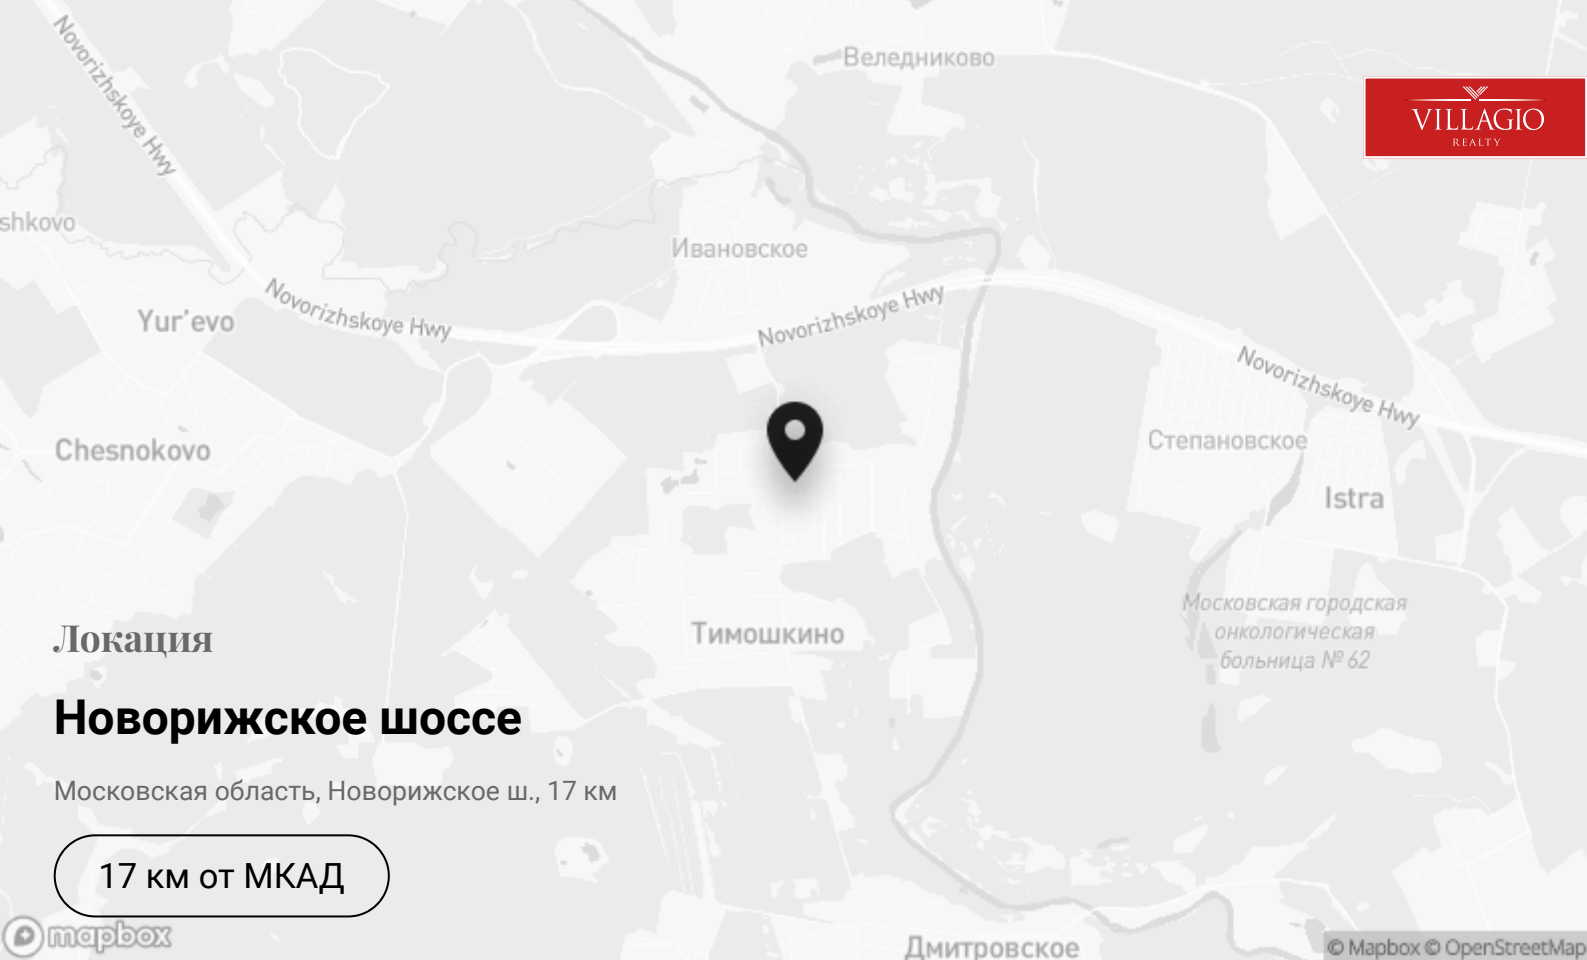 Novorizhskoye Hwy
Веледниково
VILLAGIO
REALTY
shkovo
Ивановское
Yur’evo
Novorizhskoye Hwy
Novorizhskoye Hwy
Novorizhskoye Hwy
Chesnokovo
Степановское
Istra
Московская городская
онкологическая
больница № 62
Тимошкино
Локация
Новорижское шоссе
Московская область, Новорижское ш., 17 км
17 км от МКАД
mapbox
Дмитровское
© Mapbox © OpenStreetMap